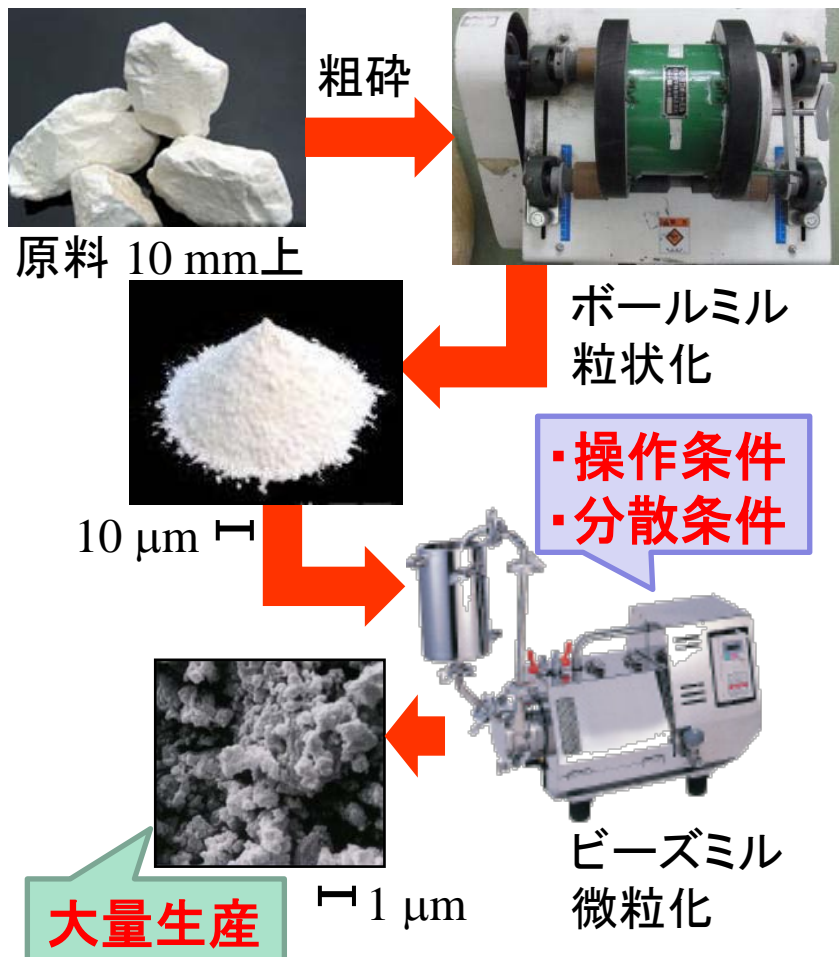 粗砕
原料 10 mm上
ボールミル
粒状化
・操作条件
・分散条件
10 μm
ビーズミル
微粒化
1 μm
大量生産